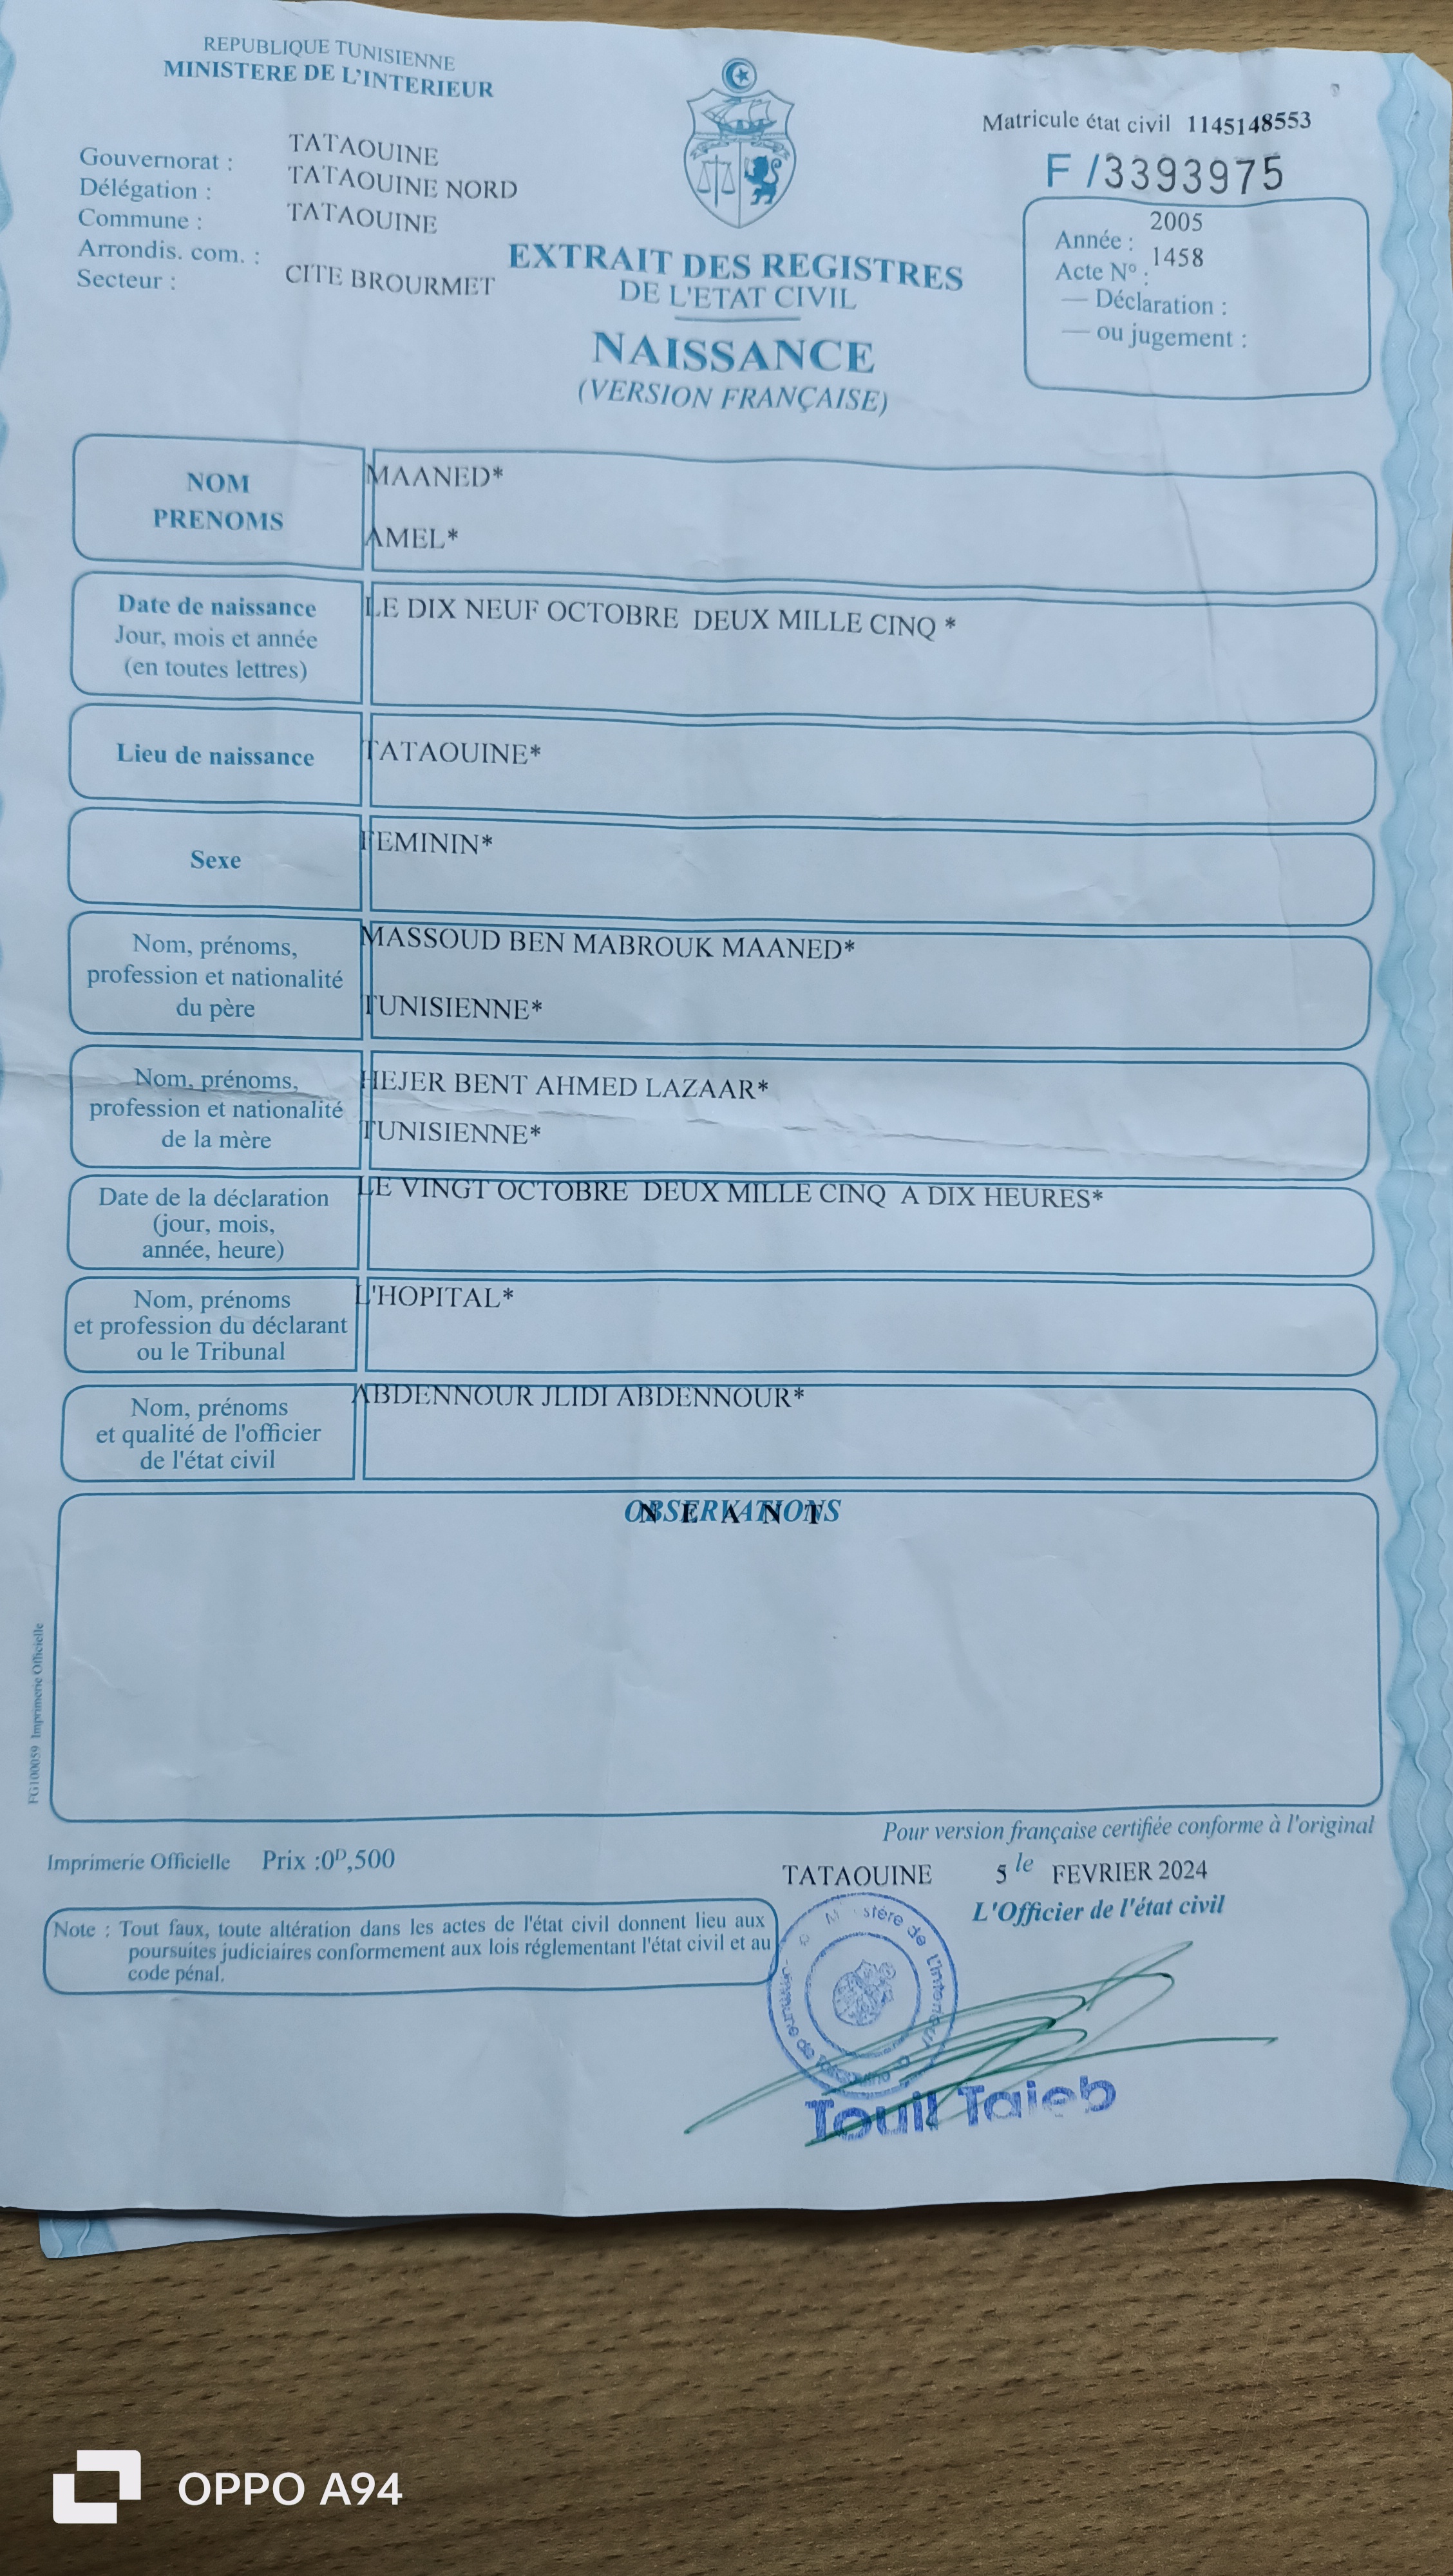 REPUBLIQUE TUNISIENNE
MINISTERE DE L'INTERIEUR
Gouvernorat : TATAOUINE
Délégation : TATAOUINE NORD
Commune : TATAOUINE
Arrondis. com. :
Secteur : CITE BROURMET
Matricule état civil 1145148553
F /3393975
Année : 2005
Acte N° : 1458
— Déclaration :
— ou jugement :
EXTRAIT DES REGISTRES
DE L'ETAT CIVIL
NAISSANCE
(VERSION FRANÇAISE)
NOM MAANED*
PRENOMS AMEL*
Date de naissance LE DIX NEUF OCTOBRE DEUX MILLE CINQ *
Jour, mois et année
(en toutes lettres)
Lieu de naissance TATAOUINE*
Sexe FEMININ*
Nom, prénoms, MASSOUD BEN MABROUK MAANED*
profession et nationalité
du père TUNISIENNE*
Nom, prénoms, HEJER BENT AHMED LAZAAR*
profession et nationalité
de la mère TUNISIENNE*
Date de la déclaration LE VINGT OCTOBRE DEUX MILLE CINQ A DIX HEURES*
(jour, mois,
année, heure)
Nom, prénoms L'HOPITAL*
et profession du déclarant
ou le Tribunal
Nom, prénoms ABDENNOUR JLIDI ABDENNOUR*
et qualité de l'officier
de l'état civil
OBSERVATIONS
N E A N T
FG100059 Imprimerie Officielle
Pour version française certifiée conforme à l'original
Imprimerie Officielle Prix :0D,500
TATAOUINE 5 le FEVRIER 2024
L'Officier de l'état civil
Note : Tout faux, toute altération dans les actes de l'état civil donnent lieu aux
poursuites judiciaires conformement aux lois réglementant l'état civil et au
code pénal.
Ministère de l'Interieur
Commune de Tataouine
Touil Taieb
OPPO A94